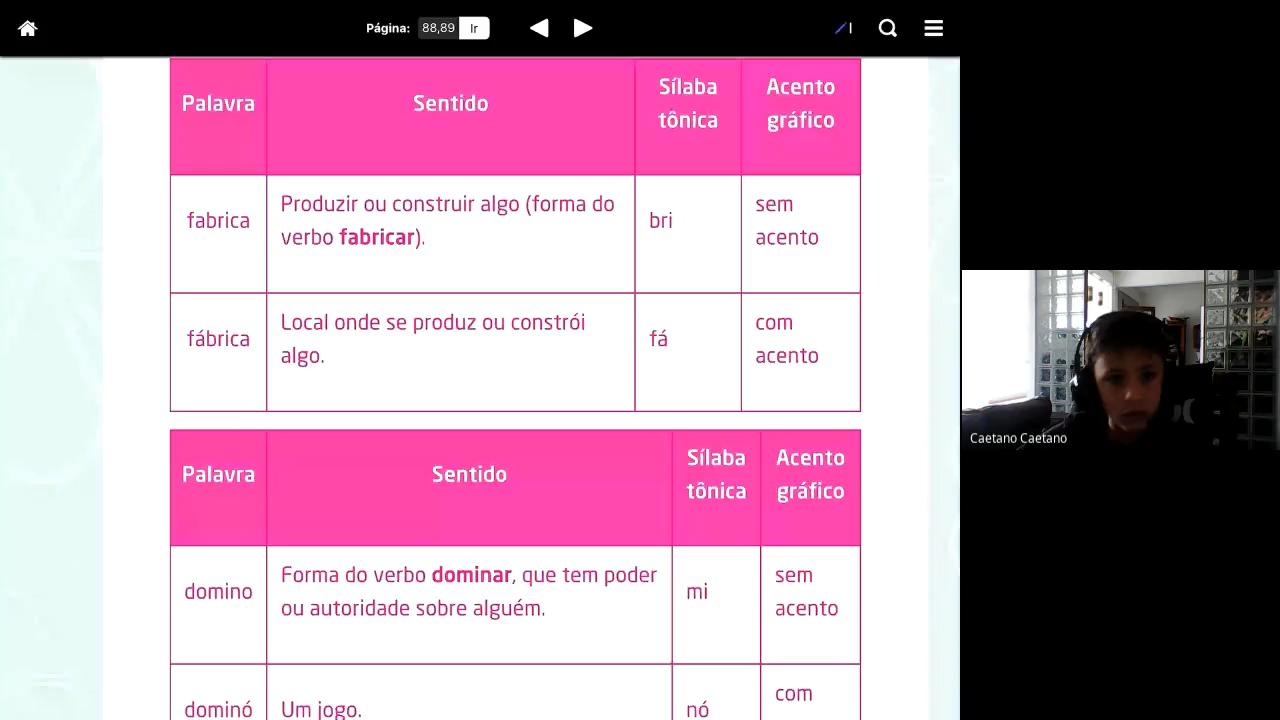 Página: 88,89 Ir
Palavra Sentido Sílaba tônica Acento gráfico
fabrica Produzir ou construir algo (forma do verbo fabricar). bri sem acento
fábrica Local onde se produz ou constrói algo. fá com acento
Palavra Sentido Sílaba tônica Acento gráfico
domino Forma do verbo dominar, que tem poder ou autoridade sobre alguém. mi sem acento
dominó Um jogo. nó com
Caetano Caetano